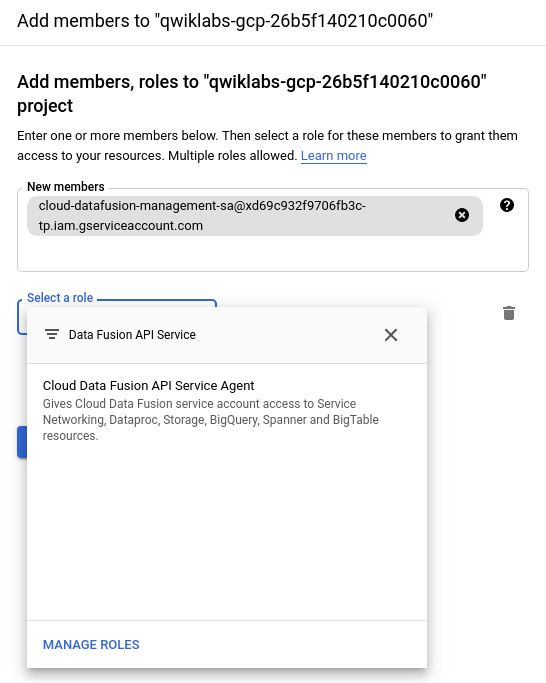 Add members to "qwiklabs-gcp-26b5f140210c0060"
Add members, roles to "qwiklabs-gcp-26b5f140210c0060"
project
Enter one or more members below. Then select a role for these members to grant them
access to your resources. Multiple roles allowed. Learn more
New members
cloud-datafusion-management-sa@xd69c932f9706fb3c-
tp.iam.gserviceaccount.com
Select a role
Data Fusion API Service
Cloud Data Fusion API Service Agent
Gives Cloud Data Fusion service account access to Service
Networking, Dataproc, Storage, BigQuery, Spanner and BigTable
resources.
MANAGE ROLES